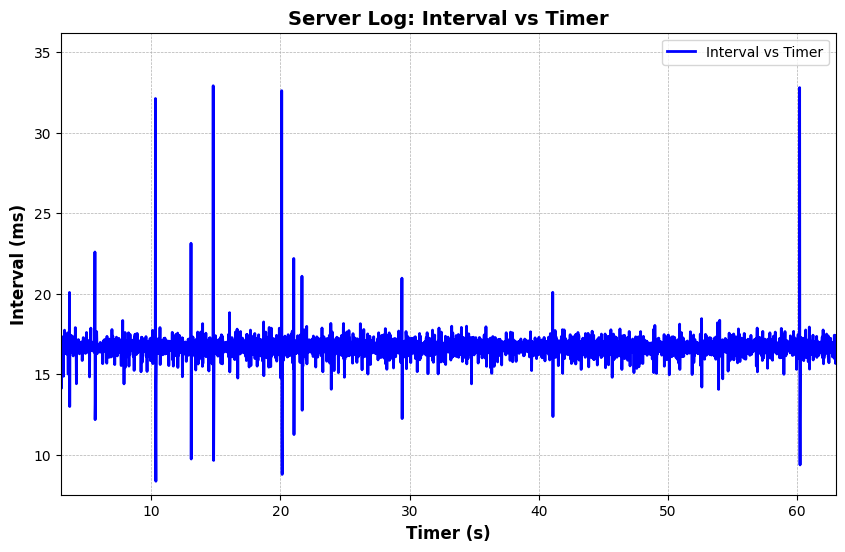 Server Log: Interval vs Timer
Interval vs Timer
35
30
25
20
15
10
Interval (ms)
10 20 30 40 50 60
Timer (s)